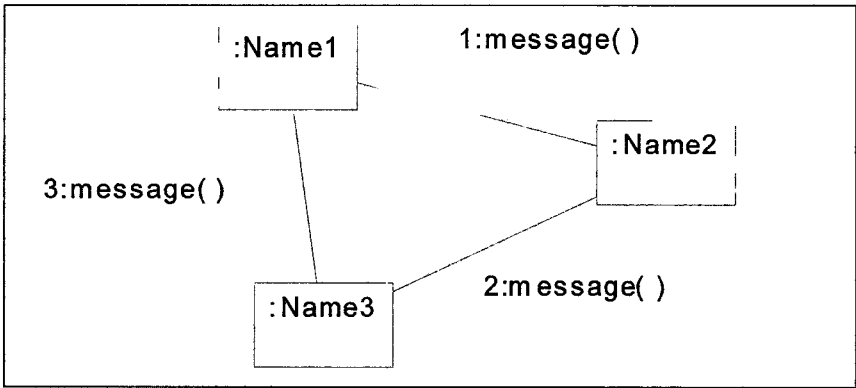 :Name1
1:message( )
:Name2
3:message( )
:Name3
2:message( )